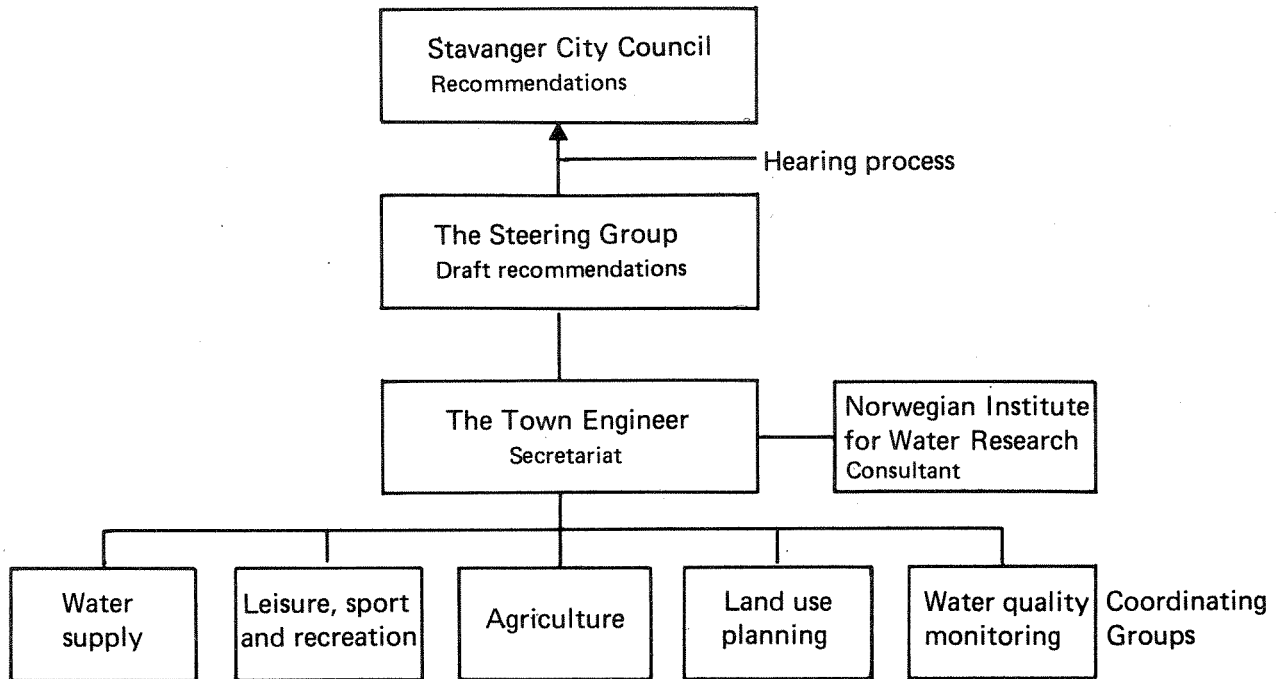 Stavanger City Council
Recommendations
Hearing process
The Steering Group
Draft recommendations
The Town Engineer
Secretariat
Norwegian Institute
for Water Research
Consultant
Water
supply
Leisure, sport
and recreation
Agriculture
Land use
planning
Water quality
monitoring
Coordinating
Groups